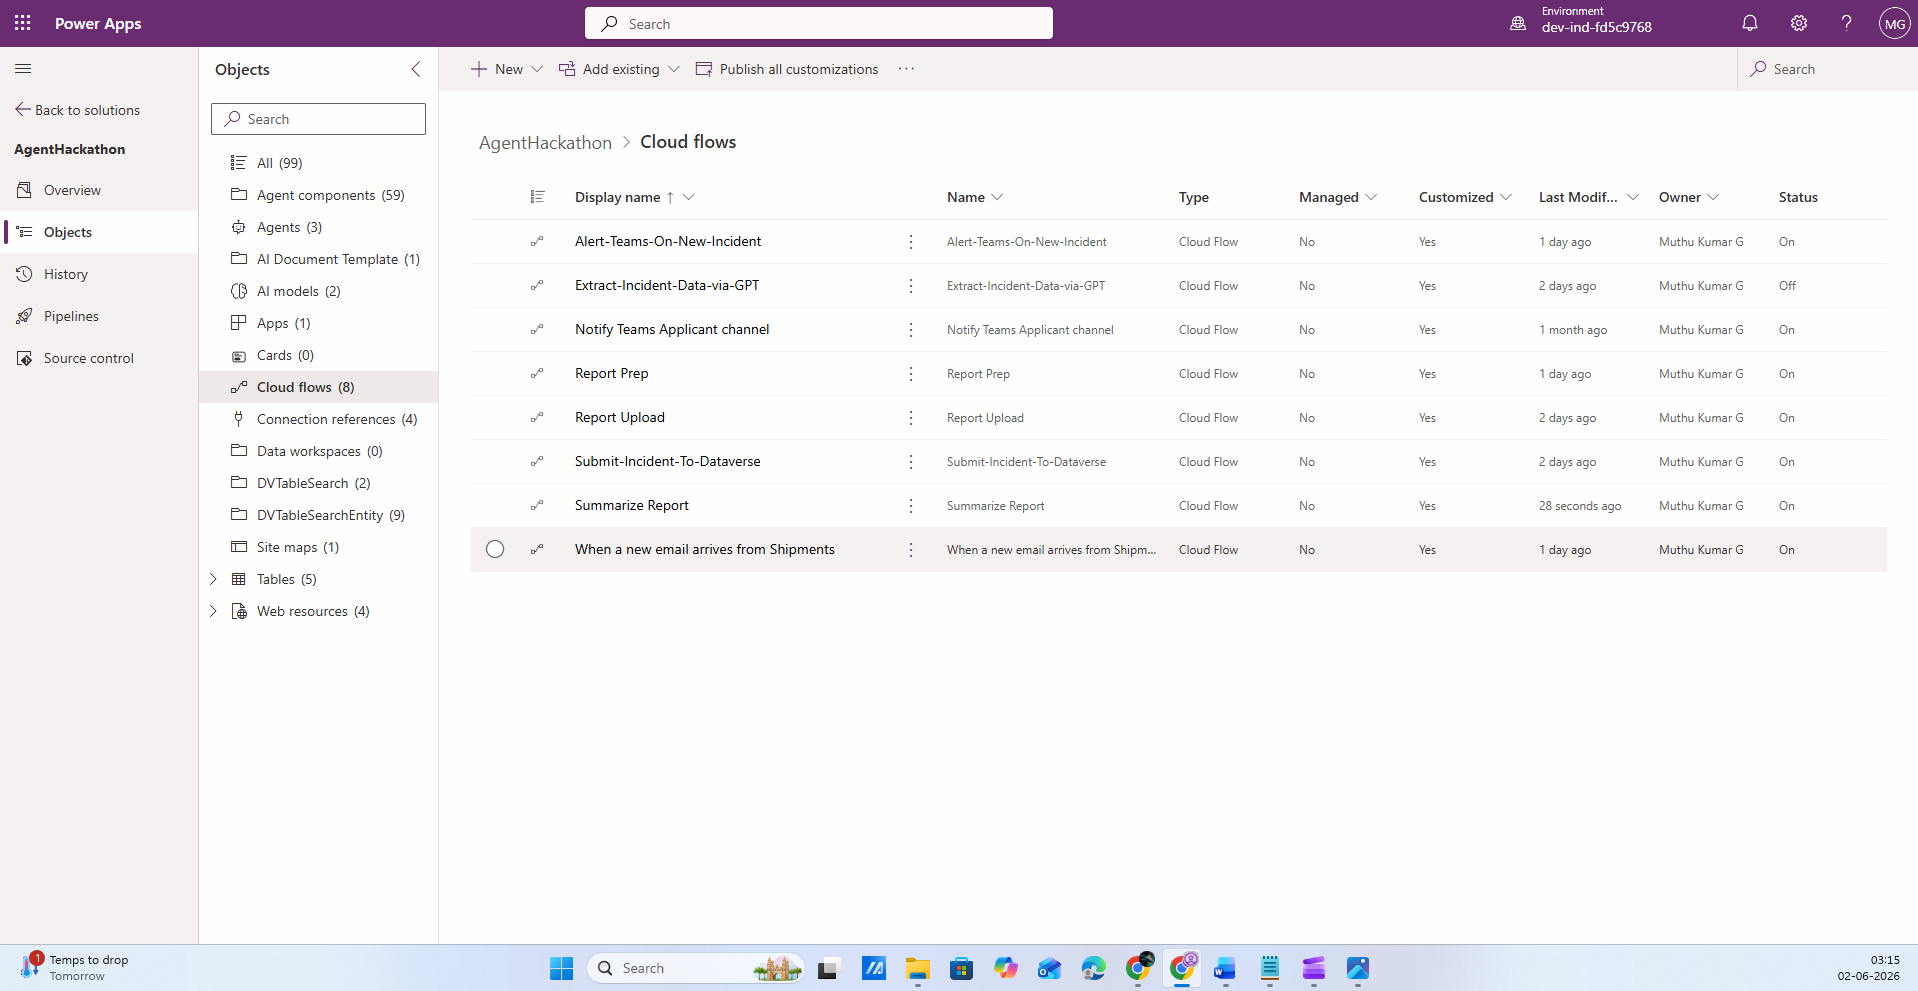 Power Apps
Search
Environment
dev-ind-fd5c9768
MG
Back to solutions
AgentHackathon
Overview
Objects
History
Pipelines
Source control
Objects
Search
All (99)
Agent components (59)
Agents (3)
AI Document Template (1)
AI models (2)
Apps (1)
Cards (0)
Cloud flows (8)
Connection references (4)
Data workspaces (0)
DVTableSearch (2)
DVTableSearchEntity (9)
Site maps (1)
Tables (5)
Web resources (4)
New Add existing Publish all customizations ··· Search
AgentHackathon > Cloud flows
Display name ↑ Name Type Managed Customized Last Modif... Owner Status
Alert-Teams-On-New-Incident Alert-Teams-On-New-Incident Cloud Flow No Yes 1 day ago Muthu Kumar G On
Extract-Incident-Data-via-GPT Extract-Incident-Data-via-GPT Cloud Flow No Yes 2 days ago Muthu Kumar G Off
Notify Teams Applicant channel Notify Teams Applicant channel Cloud Flow No Yes 1 month ago Muthu Kumar G On
Report Prep Report Prep Cloud Flow No Yes 1 day ago Muthu Kumar G On
Report Upload Report Upload Cloud Flow No Yes 2 days ago Muthu Kumar G On
Submit-Incident-To-Dataverse Submit-Incident-To-Dataverse Cloud Flow No Yes 2 days ago Muthu Kumar G On
Summarize Report Summarize Report Cloud Flow No Yes 28 seconds ago Muthu Kumar G On
When a new email arrives from Shipments When a new email arrives from Shipm... Cloud Flow No Yes 1 day ago Muthu Kumar G On
1
Temps to drop
Tomorrow
Search
03:15
02-06-2026